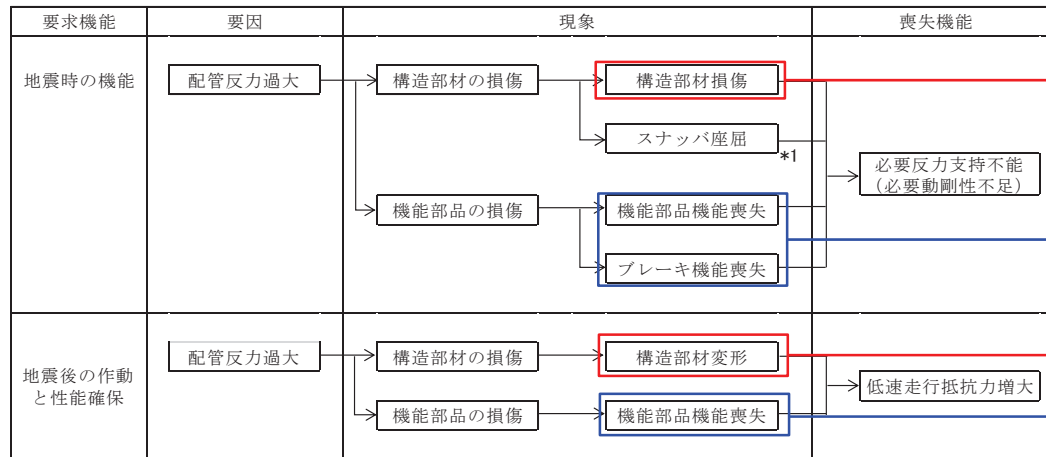 要求機能
要因
現象
喪失機能
地震時の機能
配管反力過大
構造部材の損傷
構造部材損傷
スナッバ座屈
*1
必要反力支持不能
（必要動剛性不足）
機能部品の損傷
機能部品機能喪失
ブレーキ機能喪失
地震後の作動
と性能確保
配管反力過大
構造部材の損傷
構造部材変形
低速走行抵抗力増大
機能部品の損傷
機能部品機能喪失